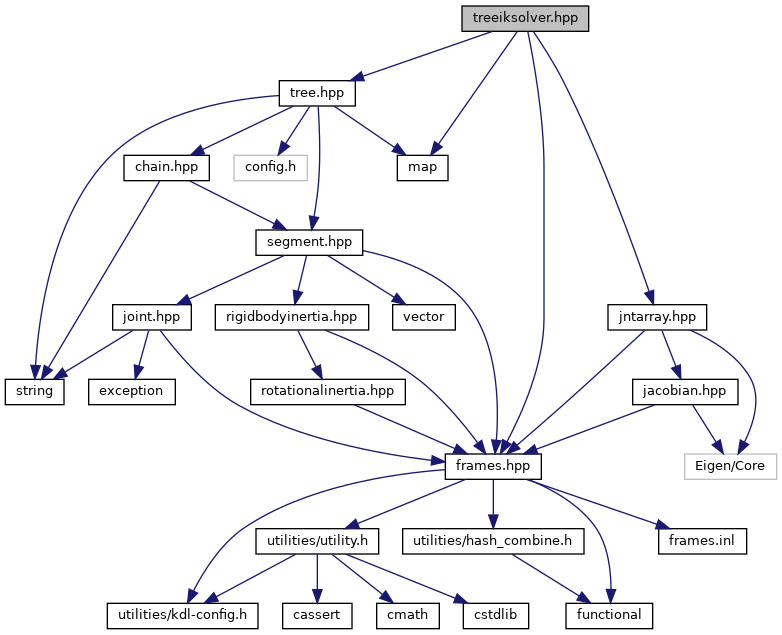 treeiksolver.hpp
tree.hpp
chain.hpp
config.h
map
segment.hpp
joint.hpp
rigidbodyinertia.hpp
vector
jntarray.hpp
string
exception
rotationalinertia.hpp
jacobian.hpp
frames.hpp
Eigen/Core
utilities/utility.h
utilities/hash_combine.h
frames.inl
utilities/kdl-config.h
cassert
cmath
cstdlib
functional